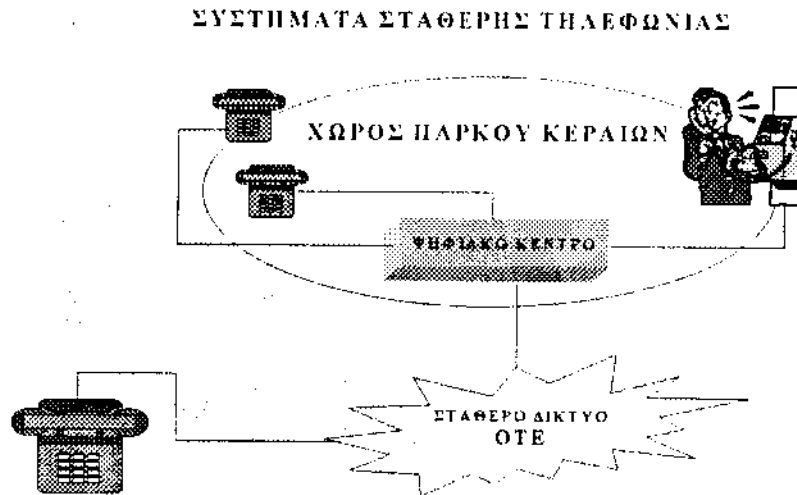 ΣΥΣΤΗΜΑΤΑ ΣΤΑΘΕΡΗΣ ΤΗΛΕΦΩΝΙΑΣ
ΧΩΡΟΣ ΠΑΡΚΟΥ ΚΕΡΑΙΩΝ
ΨΗΦΙΑΚΟ ΚΕΝΤΡΟ
ΣΤΑΘΕΡΟ ΔΙΚΤΥΟ
ΟΤΕ